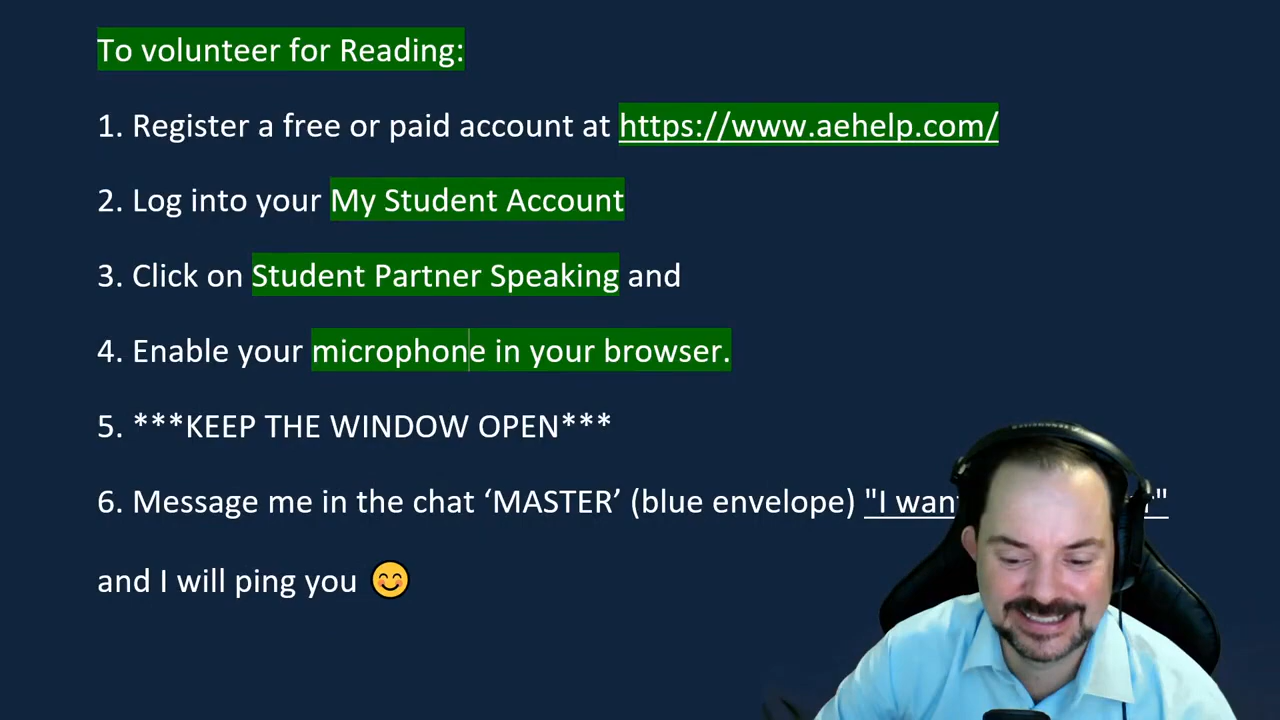 To volunteer for Reading:
1. Register a free or paid account at https://www.aehelp.com/
2. Log into your My Student Account
3. Click on Student Partner Speaking and
4. Enable your microphone in your browser.
5. ***KEEP THE WINDOW OPEN***
6. Message me in the chat ‘MASTER’ (blue envelope) "I
and I will ping you 😊